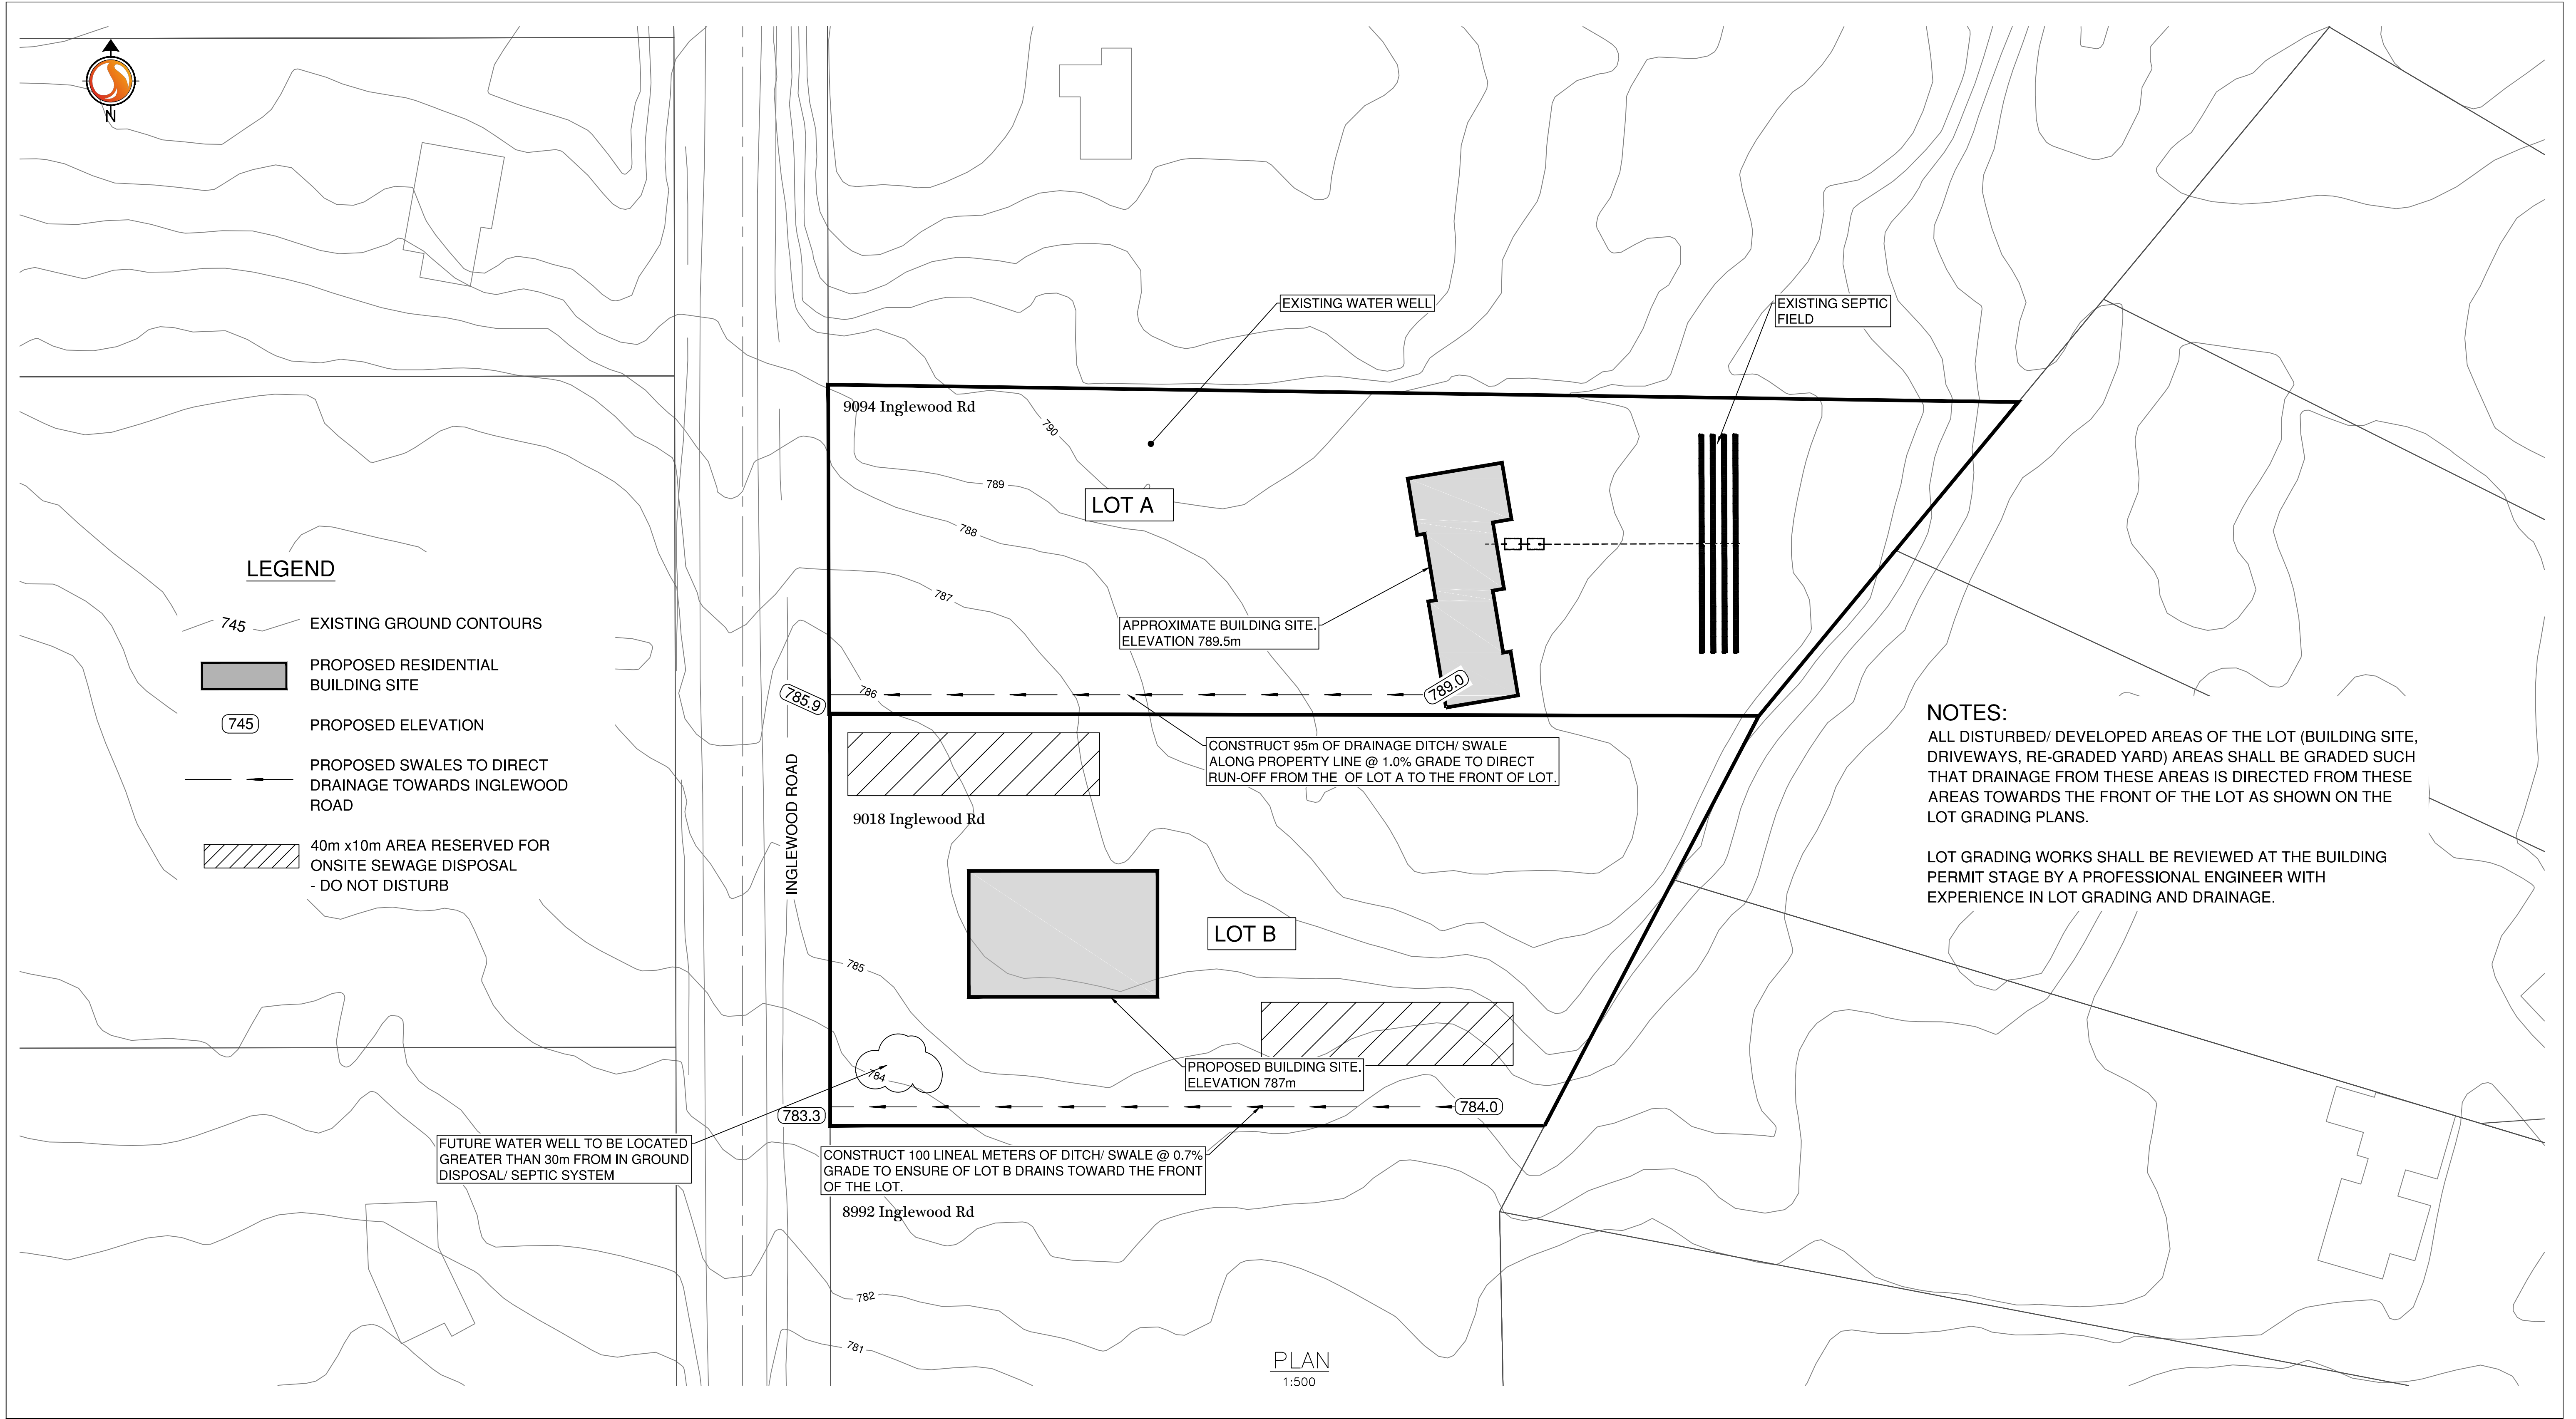 N
EXISTING WATER WELL
EXISTING SEPTIC
FIELD
9094 Inglewood Rd
790
789
LOT A
788
787
APPROXIMATE BUILDING SITE.
ELEVATION 789.5m
786
785.9
789.0
LEGEND
745
EXISTING GROUND CONTOURS
PROPOSED RESIDENTIAL
BUILDING SITE
745
PROPOSED ELEVATION
PROPOSED SWALES TO DIRECT
DRAINAGE TOWARDS INGLEWOOD
ROAD
40m x10m AREA RESERVED FOR
ONSITE SEWAGE DISPOSAL
- DO NOT DISTURB
INGLEWOOD ROAD
CONSTRUCT 95m OF DRAINAGE DITCH/ SWALE
ALONG PROPERTY LINE @ 1.0% GRADE TO DIRECT
RUN-OFF FROM THE OF LOT A TO THE FRONT OF LOT.
9018 Inglewood Rd
NOTES:
ALL DISTURBED/ DEVELOPED AREAS OF THE LOT (BUILDING SITE,
DRIVEWAYS, RE-GRADED YARD) AREAS SHALL BE GRADED SUCH
THAT DRAINAGE FROM THESE AREAS IS DIRECTED FROM THESE
AREAS TOWARDS THE FRONT OF THE LOT AS SHOWN ON THE
LOT GRADING PLANS.
LOT GRADING WORKS SHALL BE REVIEWED AT THE BUILDING
PERMIT STAGE BY A PROFESSIONAL ENGINEER WITH
EXPERIENCE IN LOT GRADING AND DRAINAGE.
LOT B
785
784
PROPOSED BUILDING SITE.
ELEVATION 787m
783.3
784.0
FUTURE WATER WELL TO BE LOCATED
GREATER THAN 30m FROM IN GROUND
DISPOSAL/ SEPTIC SYSTEM
CONSTRUCT 100 LINEAL METERS OF DITCH/ SWALE @ 0.7%
GRADE TO ENSURE OF LOT B DRAINS TOWARD THE FRONT
OF THE LOT.
8992 Inglewood Rd
782
781
PLAN
1:500